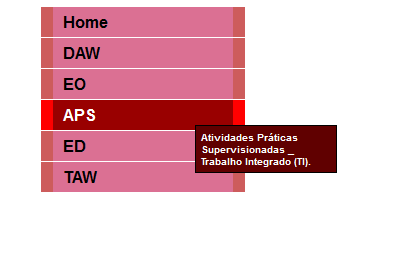 Home
DAW
EO
APS
Atividades Práticas
Supervisionadas _
Trabalho Integrado (TI).
ED
TAW